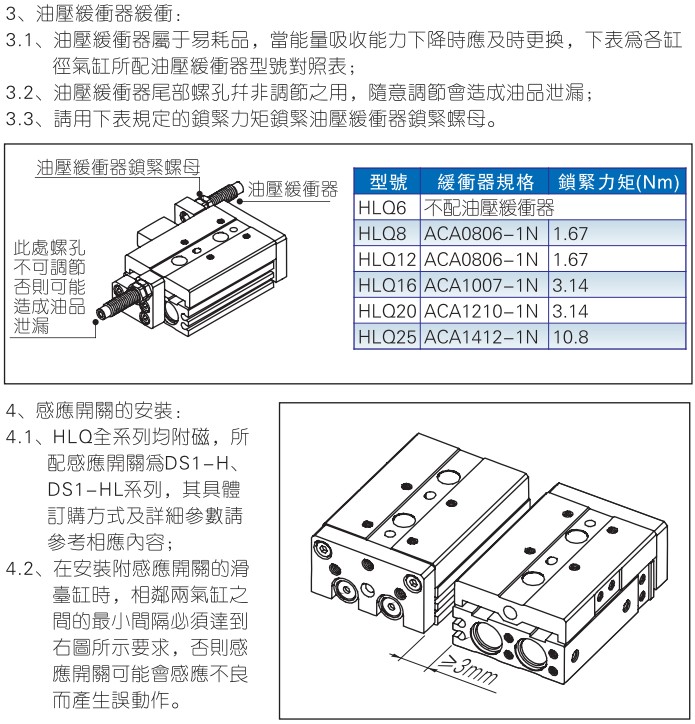 3、油壓緩衝器緩衝：
3.1、油壓緩衝器屬于易耗品，當能量吸收能力下降時應及時更換，下表爲各缸
徑氣缸所配油壓緩衝器型號對照表；
3.2、油壓緩衝器尾部螺孔幷非調節之用，隨意調節會造成油品泄漏；
3.3、請用下表規定的鎖緊力矩鎖緊油壓緩衝器鎖緊螺母。
油壓緩衝器鎖緊螺母
油壓緩衝器
此處螺孔
不可調節
否則可能
造成油品
泄漏
型號 緩衝器規格 鎖緊力矩(Nm)
HLQ6 不配油壓緩衝器
HLQ8 ACA0806-1N 1.67
HLQ12 ACA0806-1N 1.67
HLQ16 ACA1007-1N 3.14
HLQ20 ACA1210-1N 3.14
HLQ25 ACA1412-1N 10.8
4、感應開關的安裝：
4.1、HLQ全系列均附磁，所
配感應開關爲DS1-H、
DS1-HL系列，其具體
訂購方式及詳細參數請
參考相應內容；
4.2、在安裝附感應開關的滑
臺缸時，相鄰兩氣缸之
間的最小間隔必須達到
右圖所示要求，否則感
應開關可能會感應不良
而產生誤動作。
≥3mm